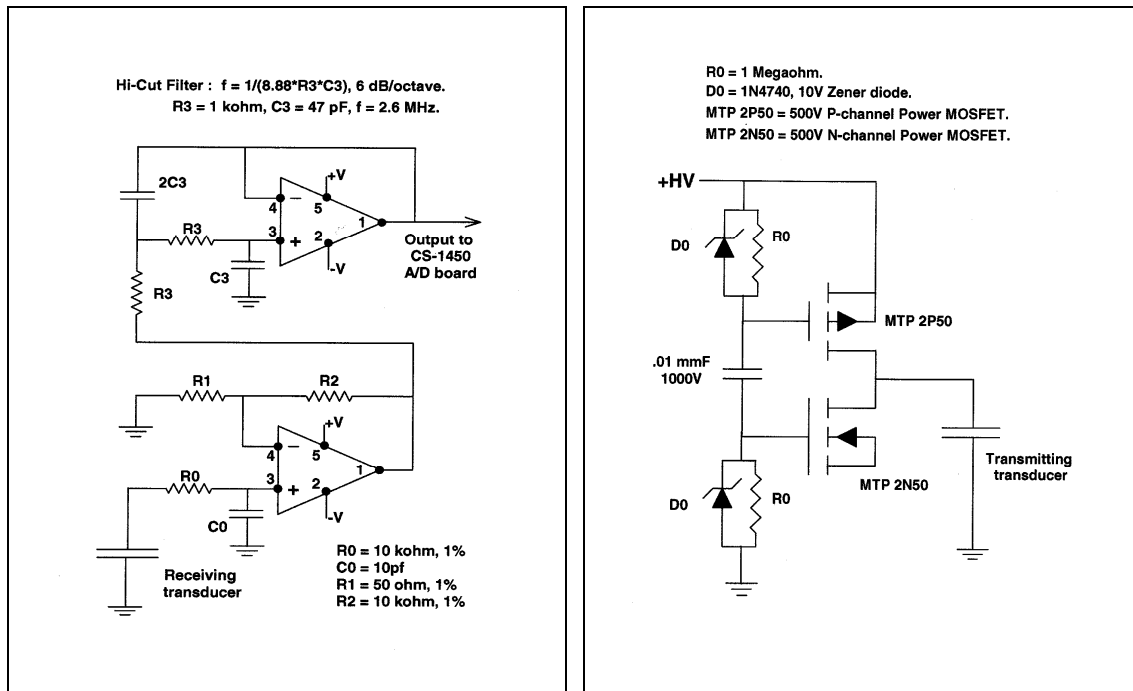 Hi-Cut Filter : f = 1/(8.88*R3*C3), 6 dB/octave.
R3 = 1 kohm, C3 = 47 pF, f = 2.6 MHz.
2C3
+V
4
−
5
R3
3
+
2
1
C3
-V
Output to
CS-1450
A/D board
R3
R1
R2
+V
4
−
5
R0
3
+
2
1
C0
-V
Receiving
transducer
R0 = 10 kohm, 1%
C0 = 10pf
R1 = 50 ohm, 1%
R2 = 10 kohm, 1%
R0 = 1 Megaohm.
D0 = 1N4740, 10V Zener diode.
MTP 2P50 = 500V P-channel Power MOSFET.
MTP 2N50 = 500V N-channel Power MOSFET.
+HV
D0
R0
MTP 2P50
.01 mmF
1000V
Transmitting
transducer
MTP 2N50
D0
R0